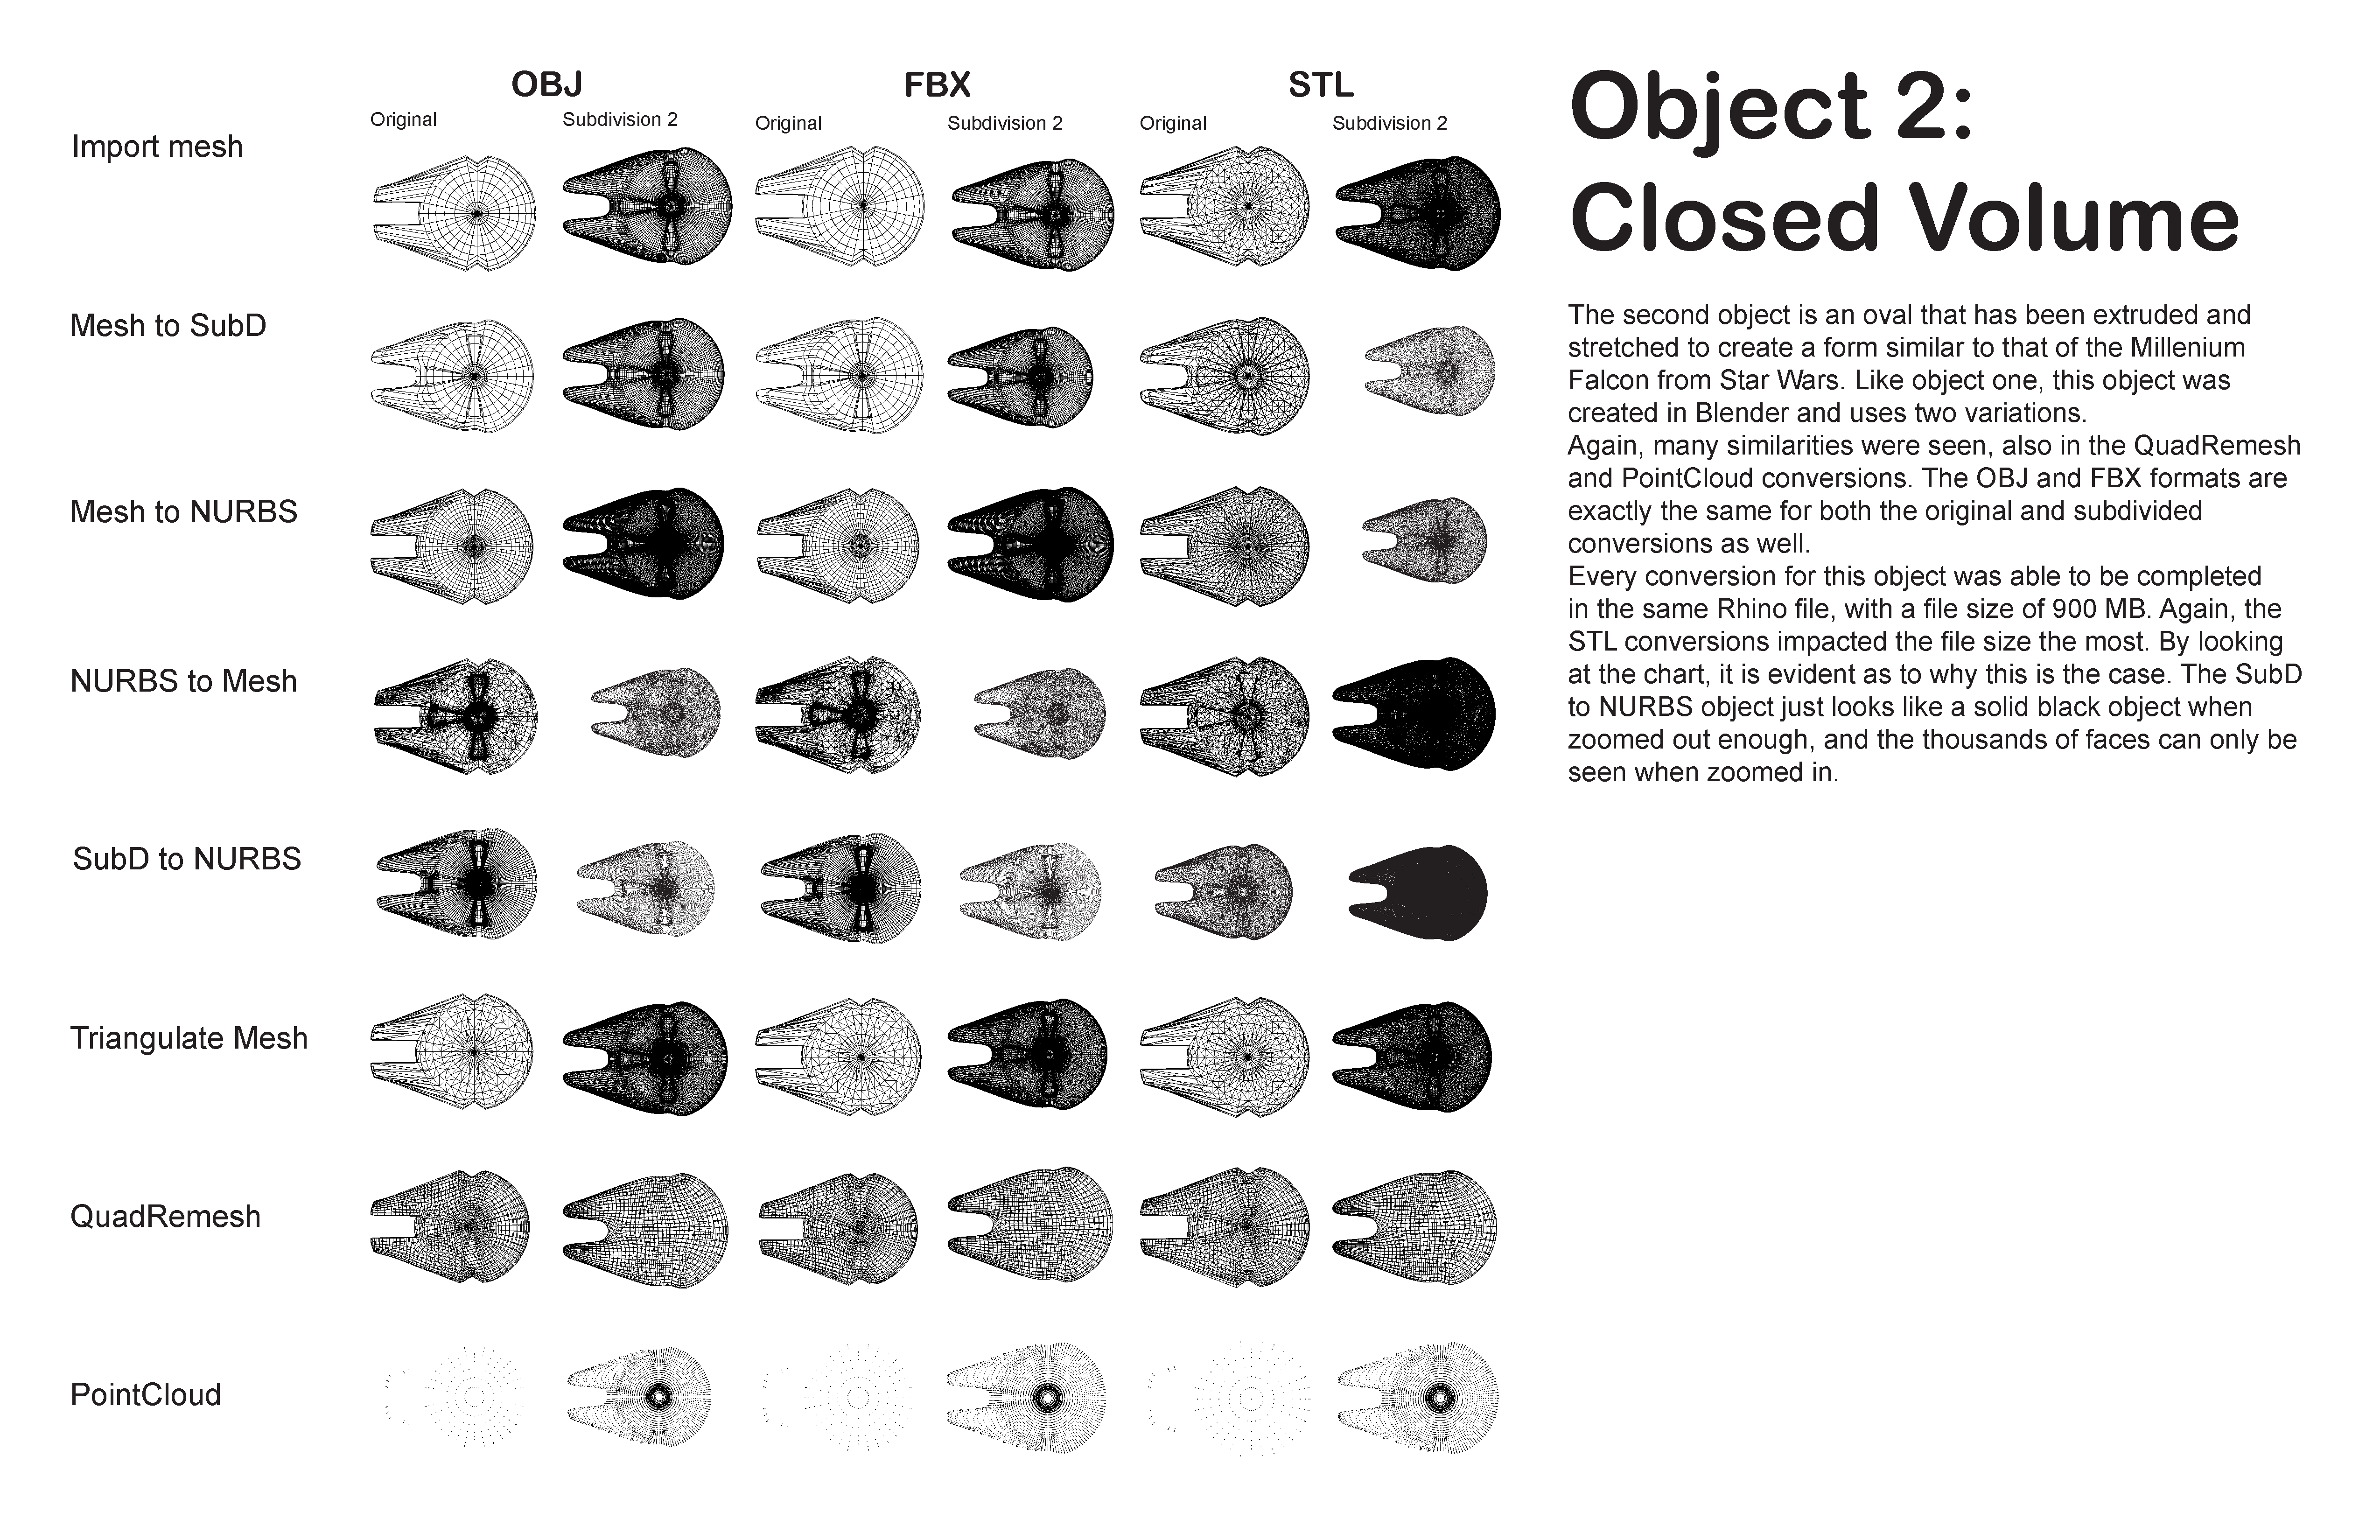 OBJ
FBX
STL
Original
Subdivision 2
Original
Subdivision 2
Original
Subdivision 2
Import mesh
Mesh to SubD
Mesh to NURBS
NURBS to Mesh
SubD to NURBS
Triangulate Mesh
QuadRemesh
PointCloud
Object 2:
Closed Volume
The second object is an oval that has been extruded and
stretched to create a form similar to that of the Millenium
Falcon from Star Wars. Like object one, this object was
created in Blender and uses two variations.
Again, many similarities were seen, also in the QuadRemesh
and PointCloud conversions. The OBJ and FBX formats are
exactly the same for both the original and subdivided
conversions as well.
Every conversion for this object was able to be completed
in the same Rhino file, with a file size of 900 MB. Again, the
STL conversions impacted the file size the most. By looking
at the chart, it is evident as to why this is the case. The SubD
to NURBS object just looks like a solid black object when
zoomed out enough, and the thousands of faces can only be
seen when zoomed in.